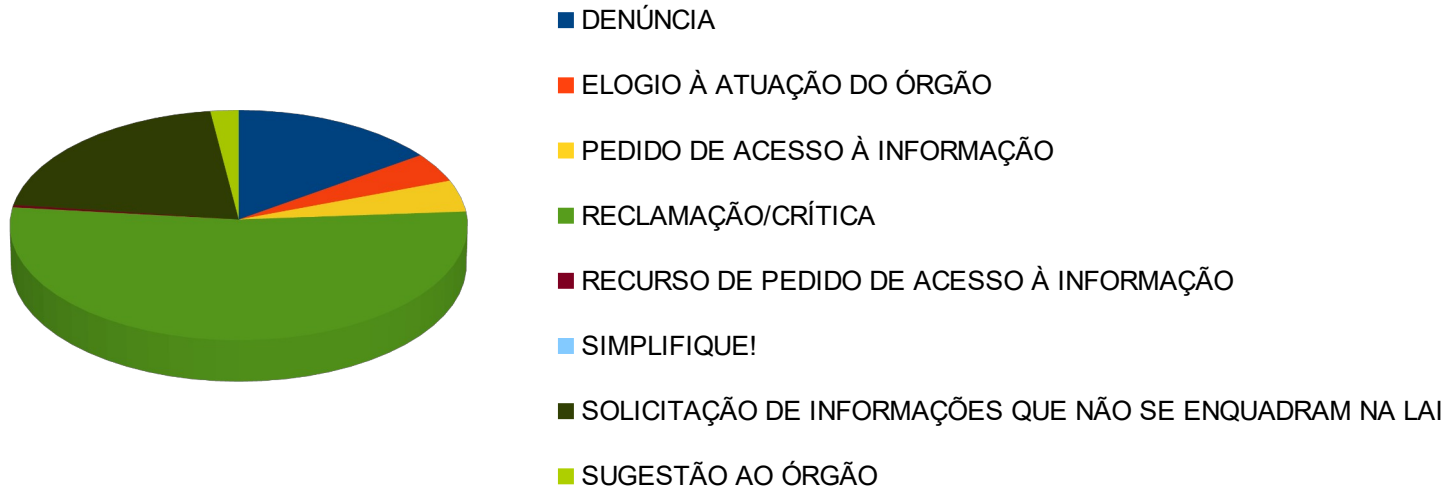 DENÚNCIA
ELOGIO À ATUAÇÃO DO ÓRGÃO
PEDIDO DE ACESSO À INFORMAÇÃO
RECLAMAÇÃO/CRÍTICA
RECURSO DE PEDIDO DE ACESSO À INFORMAÇÃO
SIMPLIFIQUE!
SOLICITAÇÃO DE INFORMAÇÕES QUE NÃO SE ENQUADRAM NA LAI
SUGESTÃO AO ÓRGÃO